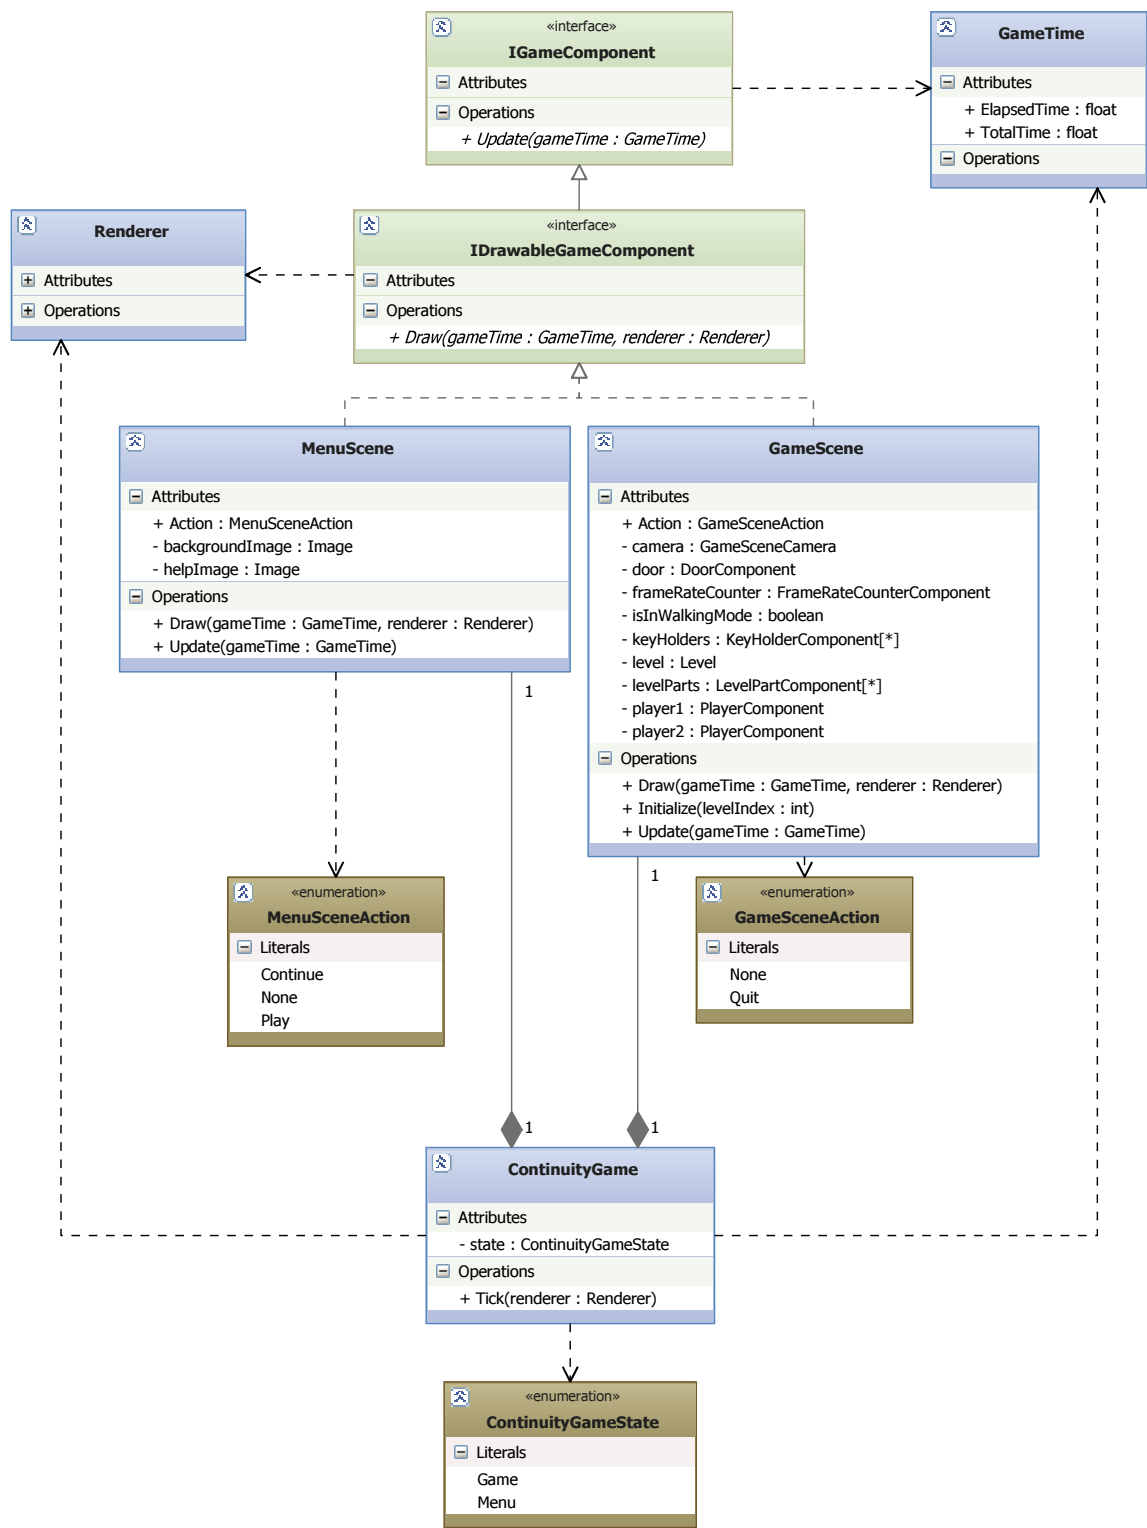 «interface»
IGameComponent
Attributes
Operations
+ Update(gameTime : GameTime)
GameTime
Attributes
+ ElapsedTime : float
+ TotalTime : float
Operations
Renderer
Attributes
Operations
«interface»
IDrawableGameComponent
Attributes
Operations
+ Draw(gameTime : GameTime, renderer : Renderer)
MenuScene
Attributes
+ Action : MenuSceneAction
- backgroundImage : Image
- helpImage : Image
Operations
+ Draw(gameTime : GameTime, renderer : Renderer)
+ Update(gameTime : GameTime)
1
GameScene
Attributes
+ Action : GameSceneAction
- camera : GameSceneCamera
- door : DoorComponent
- frameRateCounter : FrameRateCounterComponent
- isInWalkingMode : boolean
- keyHolders : KeyHolderComponent[*]
- level : Level
- levelParts : LevelPartComponent[*]
- player1 : PlayerComponent
- player2 : PlayerComponent
Operations
+ Draw(gameTime : GameTime, renderer : Renderer)
+ Initialize(levelIndex : int)
+ Update(gameTime : GameTime)
1
«enumeration»
MenuSceneAction
Literals
Continue
None
Play
«enumeration»
GameSceneAction
Literals
None
Quit
1
1
ContinuityGame
Attributes
- state : ContinuityGameState
Operations
+ Tick(renderer : Renderer)
«enumeration»
ContinuityGameState
Literals
Game
Menu